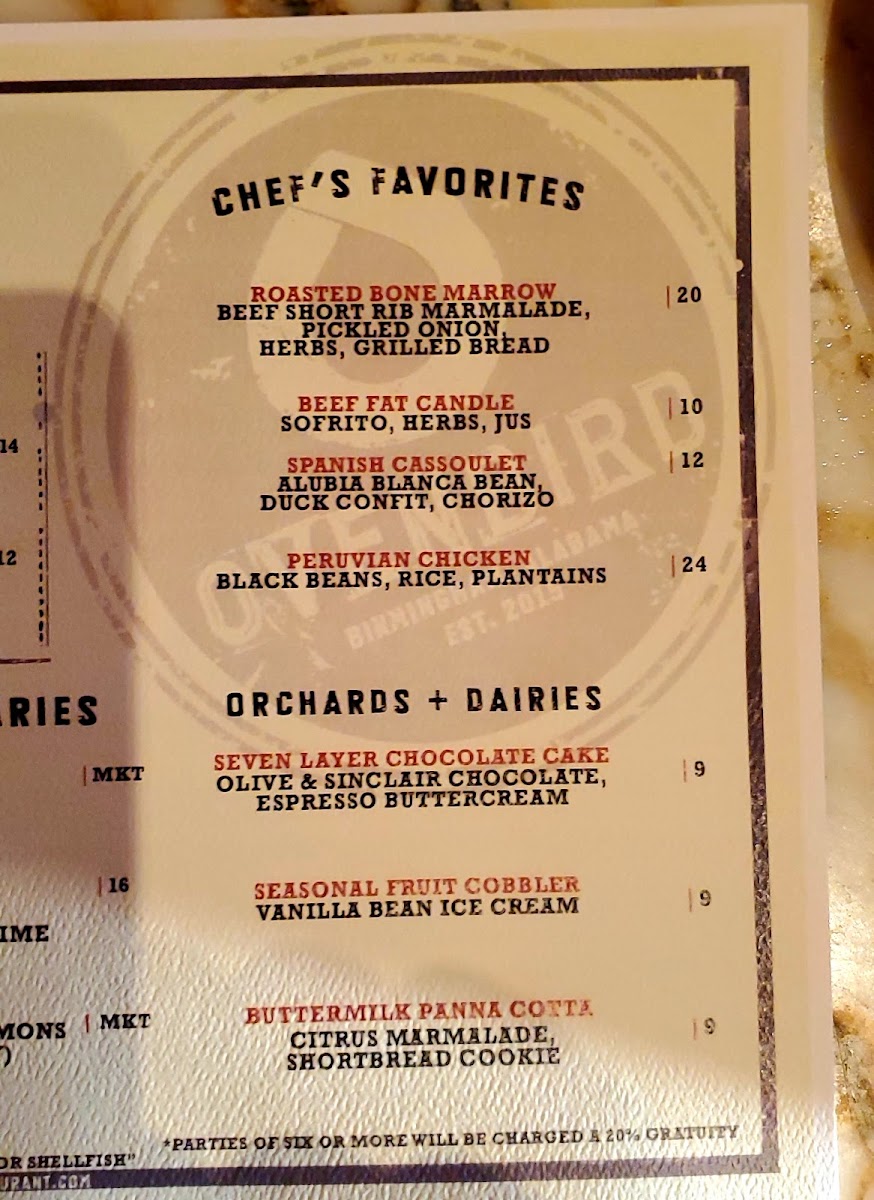 CHEF'S FAVORITES
ROASTED BONE MARROW | 20
BEEF SHORT RIB MARMALADE,
PICKLED ONION,
HERBS, GRILLED BREAD
BEEF FAT CANDLE | 10
SOFRITO, HERBS, JUS
SPANISH CASSOULET | 12
ALUBIA BLANCA BEAN,
DUCK CONFIT, CHORIZO
PERUVIAN CHICKEN | 24
BLACK BEANS, RICE, PLANTAINS
OVENBIRD
BIRMINGHAM, ALABAMA
EST. 2015
ORCHARDS + DAIRIES
SEVEN LAYER CHOCOLATE CAKE | 9
OLIVE & SINCLAIR CHOCOLATE,
ESPRESSO BUTTERCREAM
SEASONAL FRUIT COBBLER | 9
VANILLA BEAN ICE CREAM
BUTTERMILK PANNA COTTA | 9
CITRUS MARMALADE,
SHORTBREAD COOKIE
*PARTIES OF SIX OR MORE WILL BE CHARGED A 20% GRATUITY
14
12
RIES
| MKT
| 16
IME
MONS | MKT
)
OR SHELLFISH"
URANT.COM